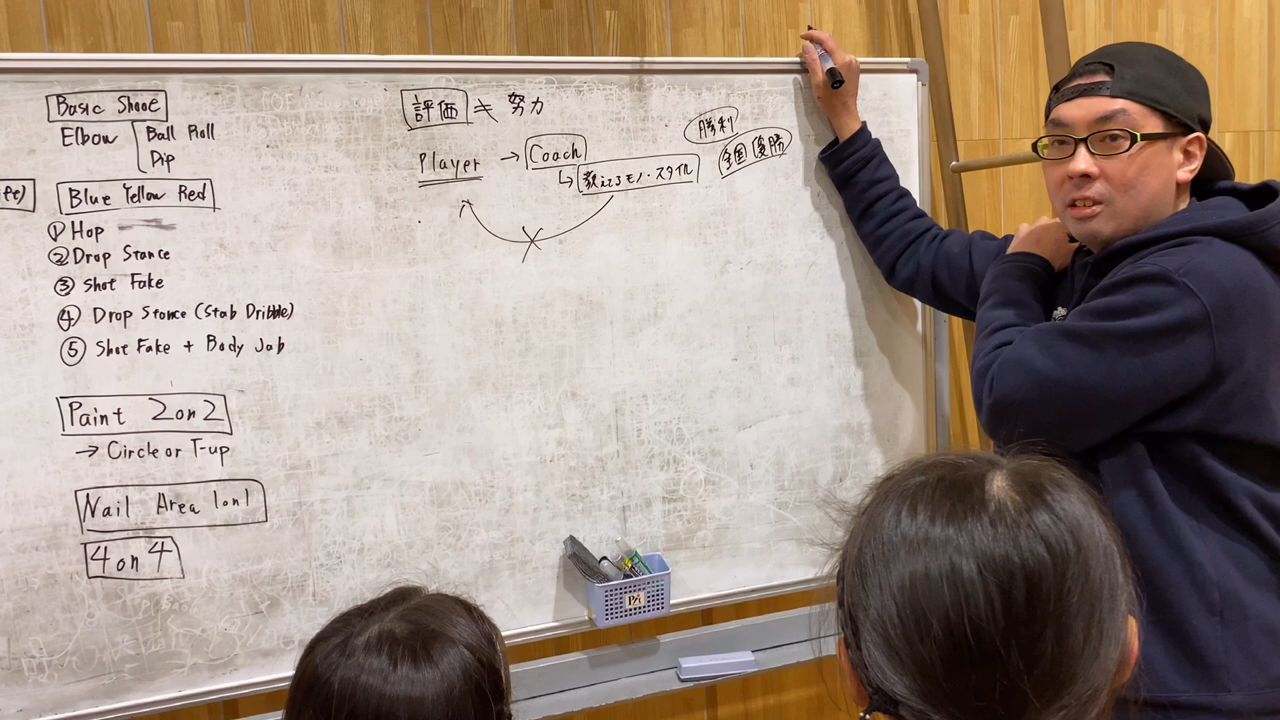 Basic Shoot
Elbow Ball Roll
Dip
Blue Yellow Red
① Hop
② Drop Stance
③ Shot Fake
④ Drop Stance (Stab Dribble)
⑤ Shot Fake + Body Jab
Paint 2on2
→ Circle or T-up
Nail Area 1on1
4on4
評価 ≠ 努力
Player → Coach
↳ 教えてるモノ・スタイル
勝利
全国優勝